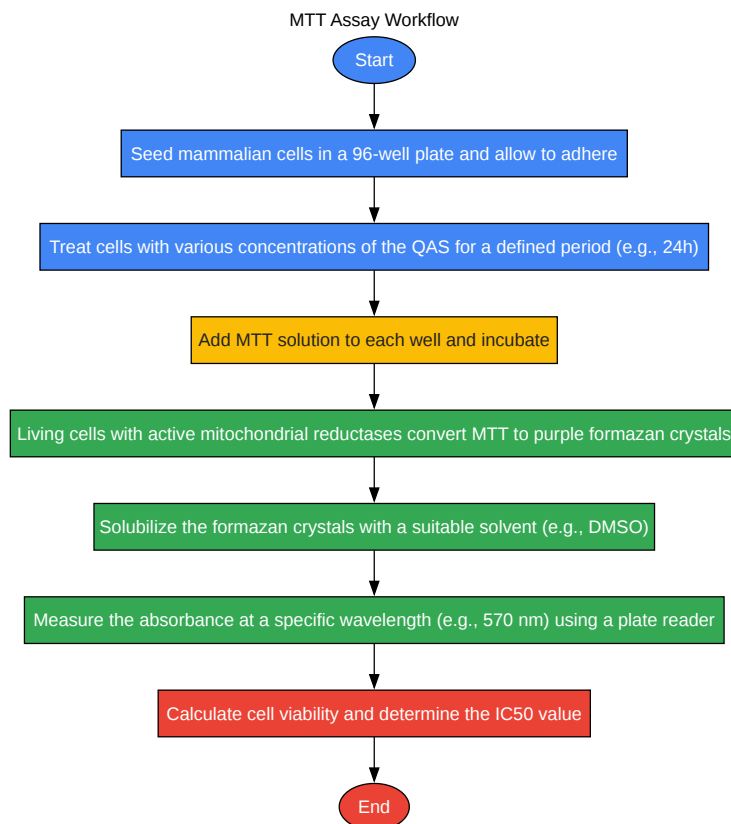 MTT Assay Workflow
Start
Seed mammalian cells in a 96-well plate and allow to adhere
Treat cells with various concentrations of the QAS for a defined period (e.g., 24h)
Add MTT solution to each well and incubate
Living cells with active mitochondrial reductases convert MTT to purple formazan crystals
Solubilize the formazan crystals with a suitable solvent (e.g., DMSO)
Measure the absorbance at a specific wavelength (e.g., 570 nm) using a plate reader
Calculate cell viability and determine the IC50 value
End